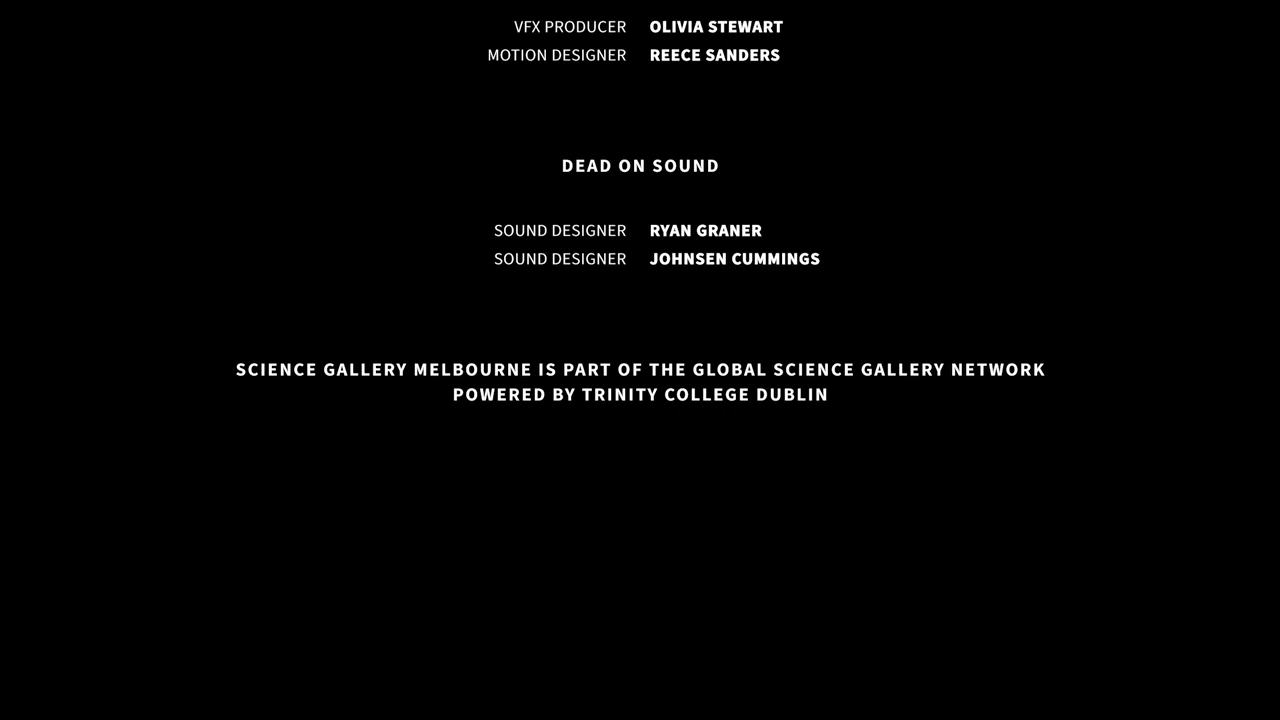 VFX PRODUCER OLIVIA STEWART
MOTION DESIGNER REECE SANDERS
DEAD ON SOUND
SOUND DESIGNER RYAN GRANER
SOUND DESIGNER JOHNSEN CUMMINGS
SCIENCE GALLERY MELBOURNE IS PART OF THE GLOBAL SCIENCE GALLERY NETWORK
POWERED BY TRINITY COLLEGE DUBLIN